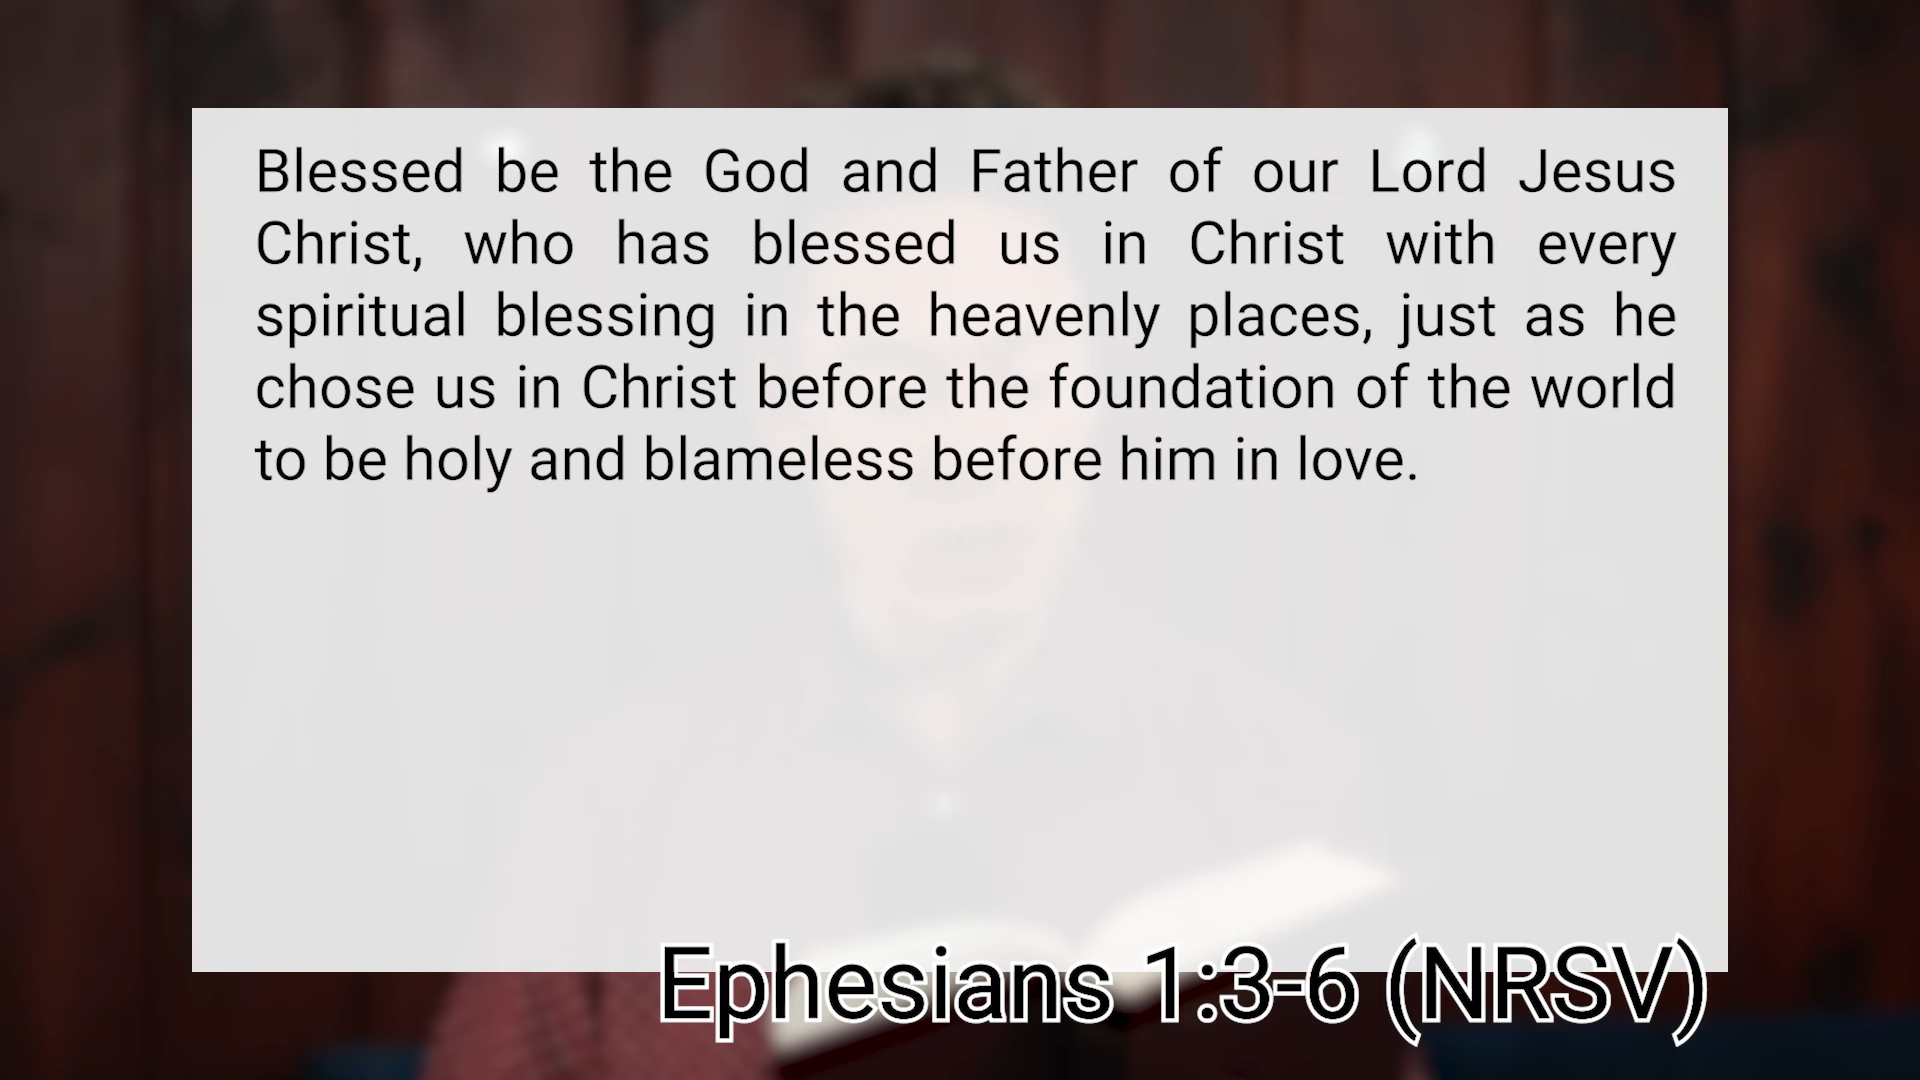 Blessed be the God and Father of our Lord Jesus
Christ, who has blessed us in Christ with every
spiritual blessing in the heavenly places, just as he
chose us in Christ before the foundation of the world
to be holy and blameless before him in love.
Ephesians 1:3-6 (NRSV)